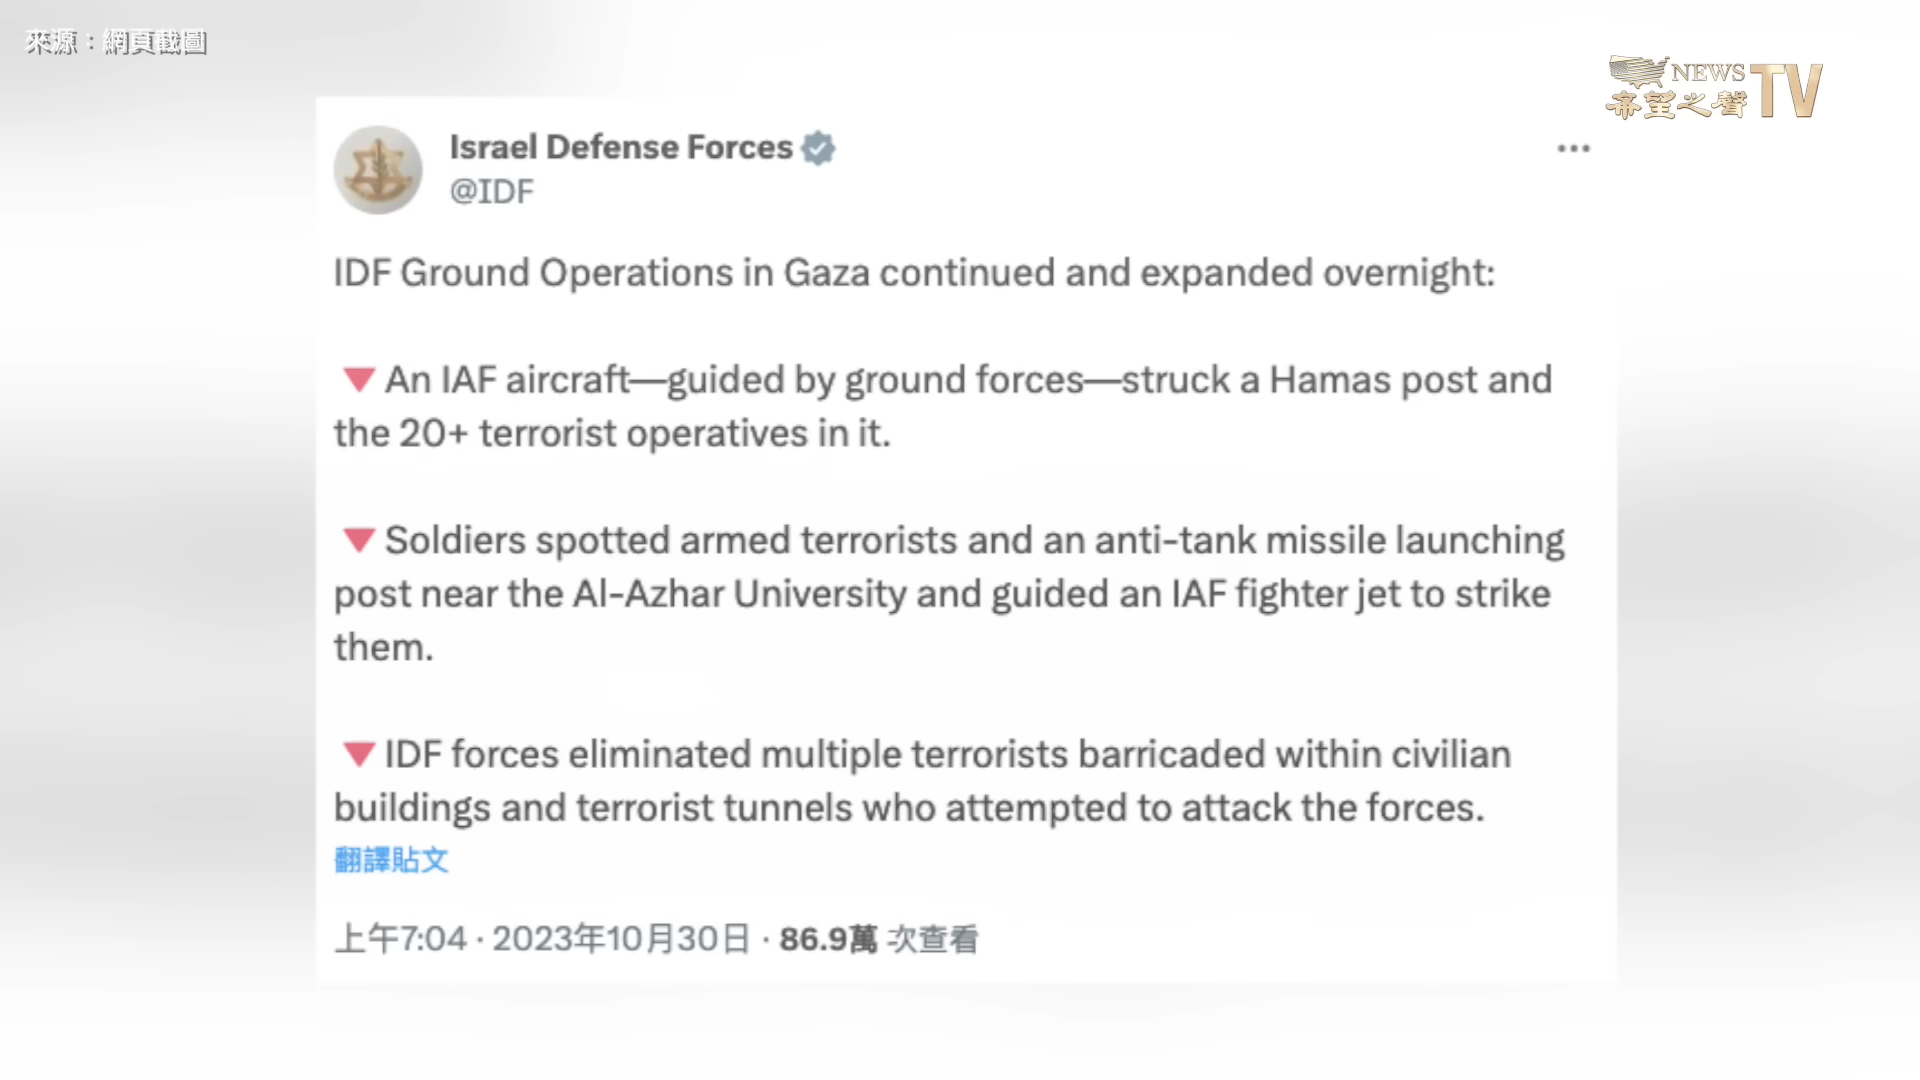 來源：網頁截圖
NEWS
希望之聲 TV
Israel Defense Forces
@IDF
IDF Ground Operations in Gaza continued and expanded overnight:
An IAF aircraft—guided by ground forces—struck a Hamas post and
the 20+ terrorist operatives in it.
Soldiers spotted armed terrorists and an anti-tank missile launching
post near the Al-Azhar University and guided an IAF fighter jet to strike
them.
IDF forces eliminated multiple terrorists barricaded within civilian
buildings and terrorist tunnels who attempted to attack the forces.
翻譯貼文
上午7:04 · 2023年10月30日 · 86.9萬 次查看